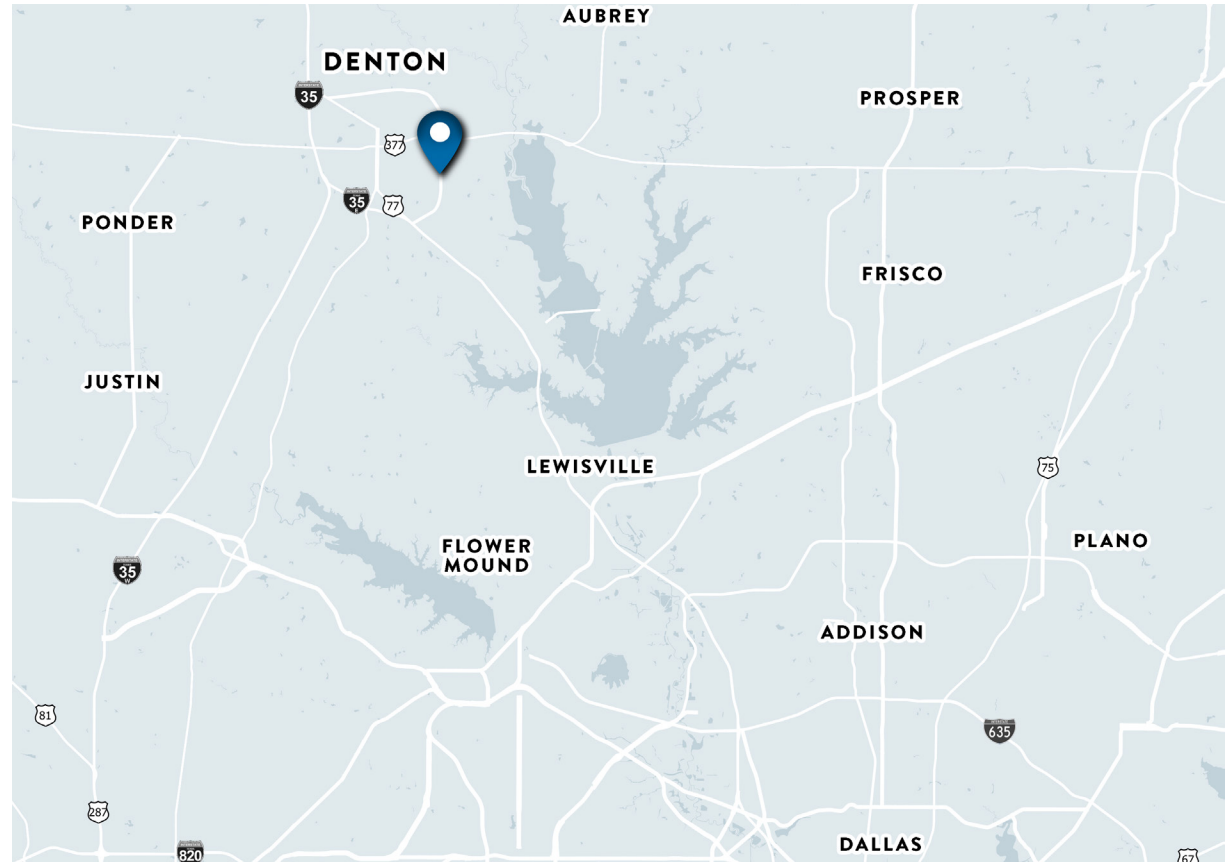 AUBREY
DENTON
35
PROSPER
377
35
77
PONDER
FRISCO
JUSTIN
LEWISVILLE
75
FLOWER
MOUND
PLANO
35
W
ADDISON
81
635
287
DALLAS
820
67